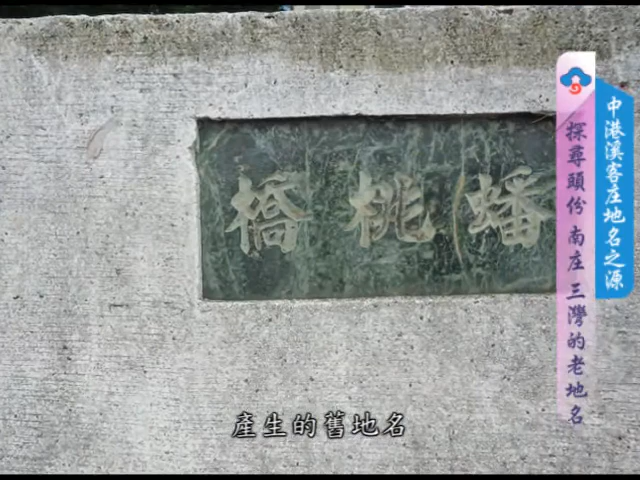 中港溪客庄地名之源
探尋頭份 南庄 三灣的老地名
蟠桃橋
產生的舊地名